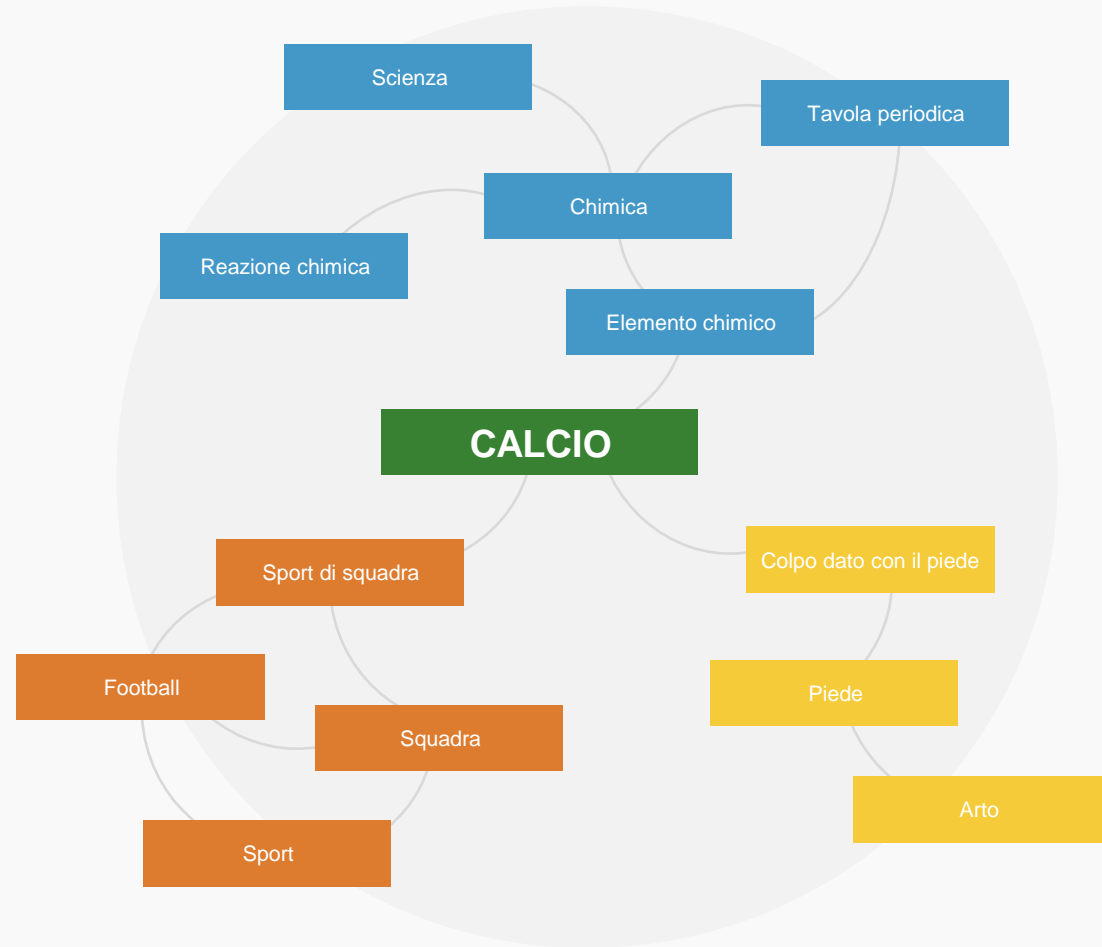 Scienza
Tavola periodica
Chimica
Reazione chimica
Elemento chimico
CALCIO
Colpo dato con il piede
Sport di squadra
Football
Piede
Squadra
Arto
Sport